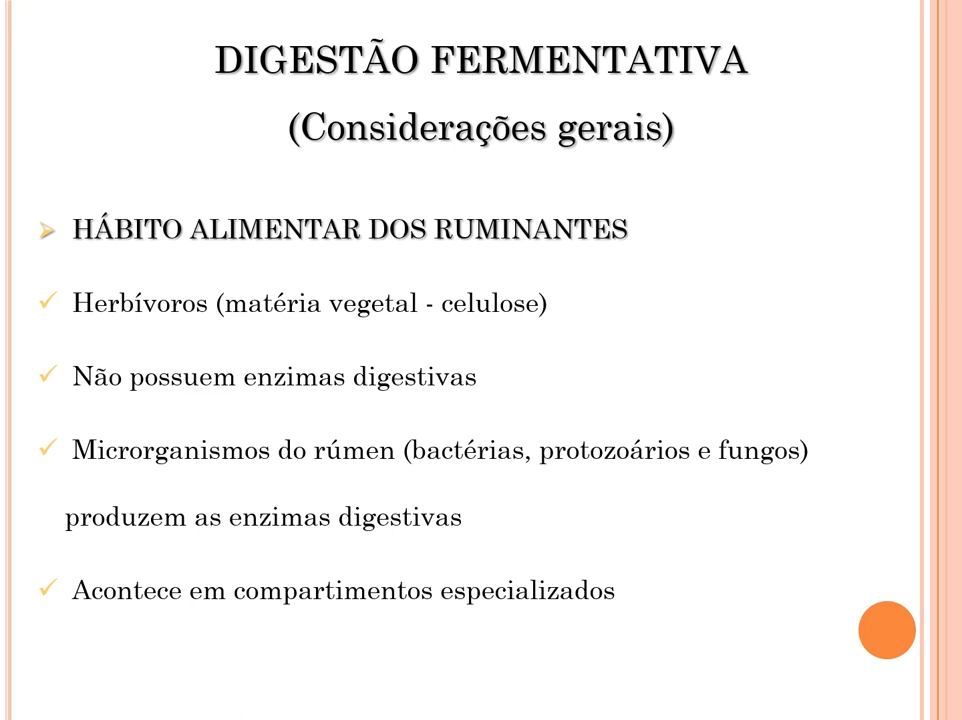 DIGESTÃO FERMENTATIVA
(Considerações gerais)
HÁBITO ALIMENTAR DOS RUMINANTES
Herbívoros (matéria vegetal - celulose)
Não possuem enzimas digestivas
Microrganismos do rúmen (bactérias, protozoários e fungos)
produzem as enzimas digestivas
Acontece em compartimentos especializados